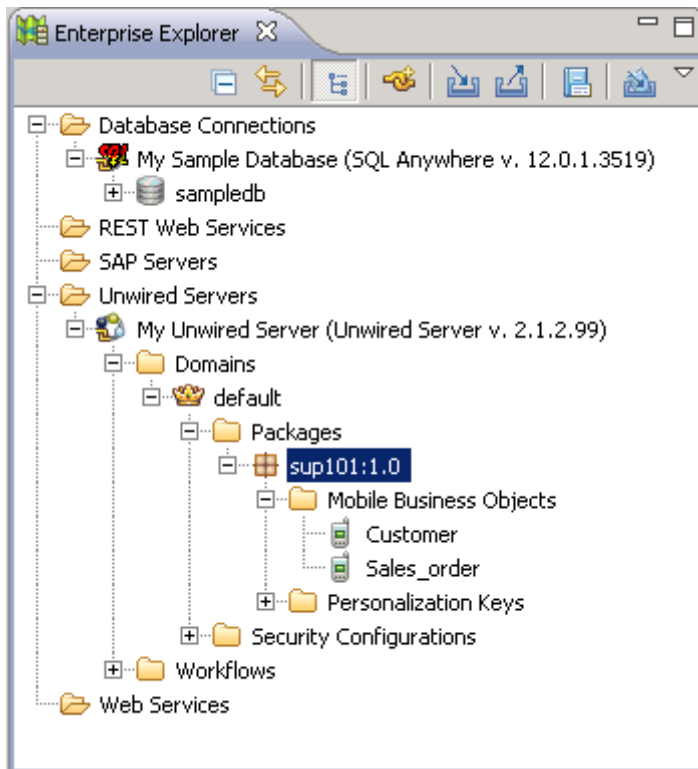 Enterprise Explorer
Database Connections
My Sample Database (SQL Anywhere v. 12.0.1.3519)
sampledb
REST Web Services
SAP Servers
Unwired Servers
My Unwired Server (Unwired Server v. 2.1.2.99)
Domains
default
Packages
sup101:1.0
Mobile Business Objects
Customer
Sales_order
Personalization Keys
Security Configurations
Workflows
Web Services